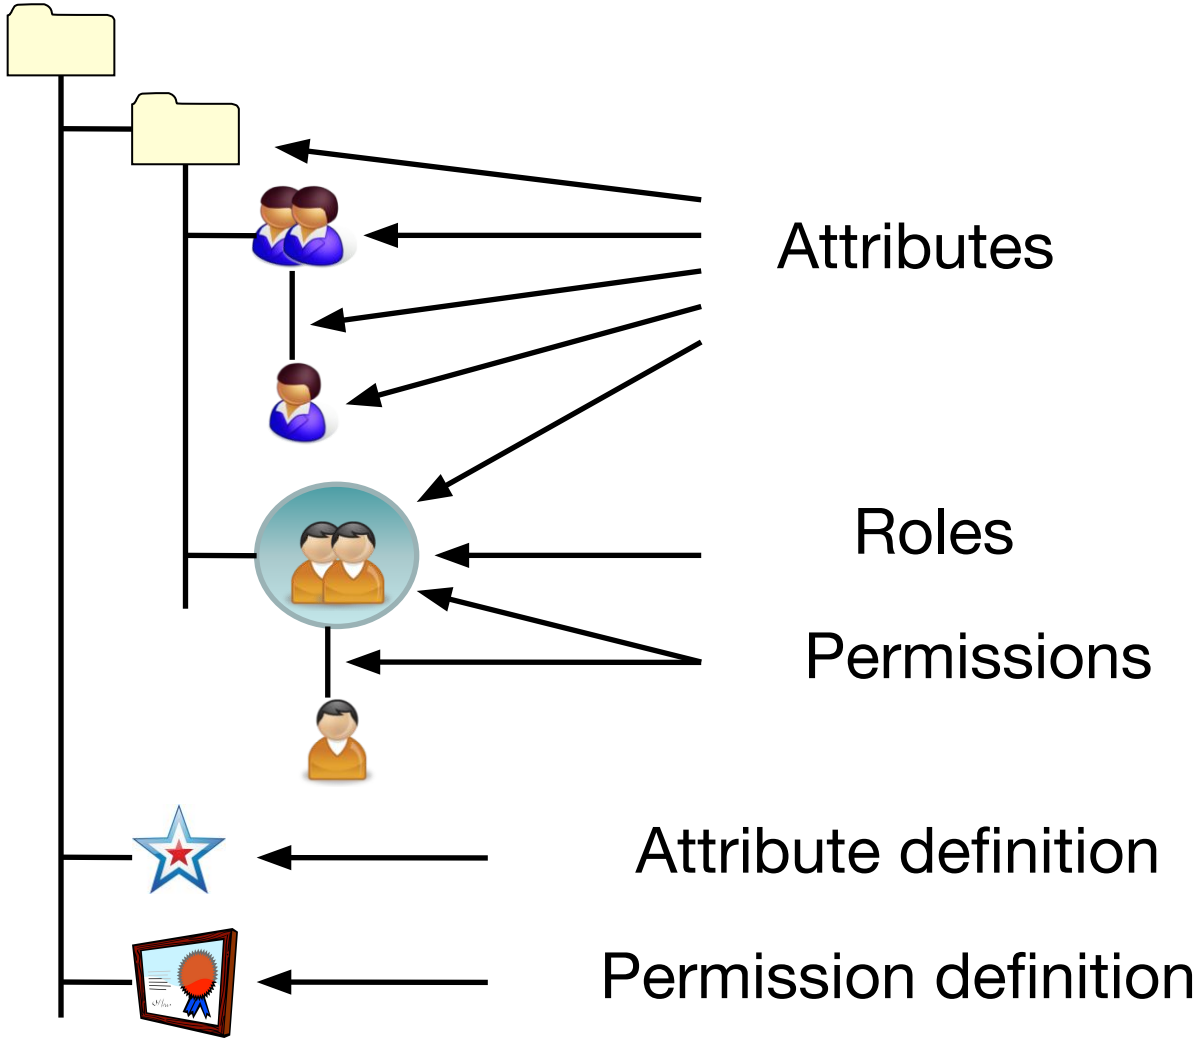 Attributes
Roles
Permissions
Attribute definition
Permission definition